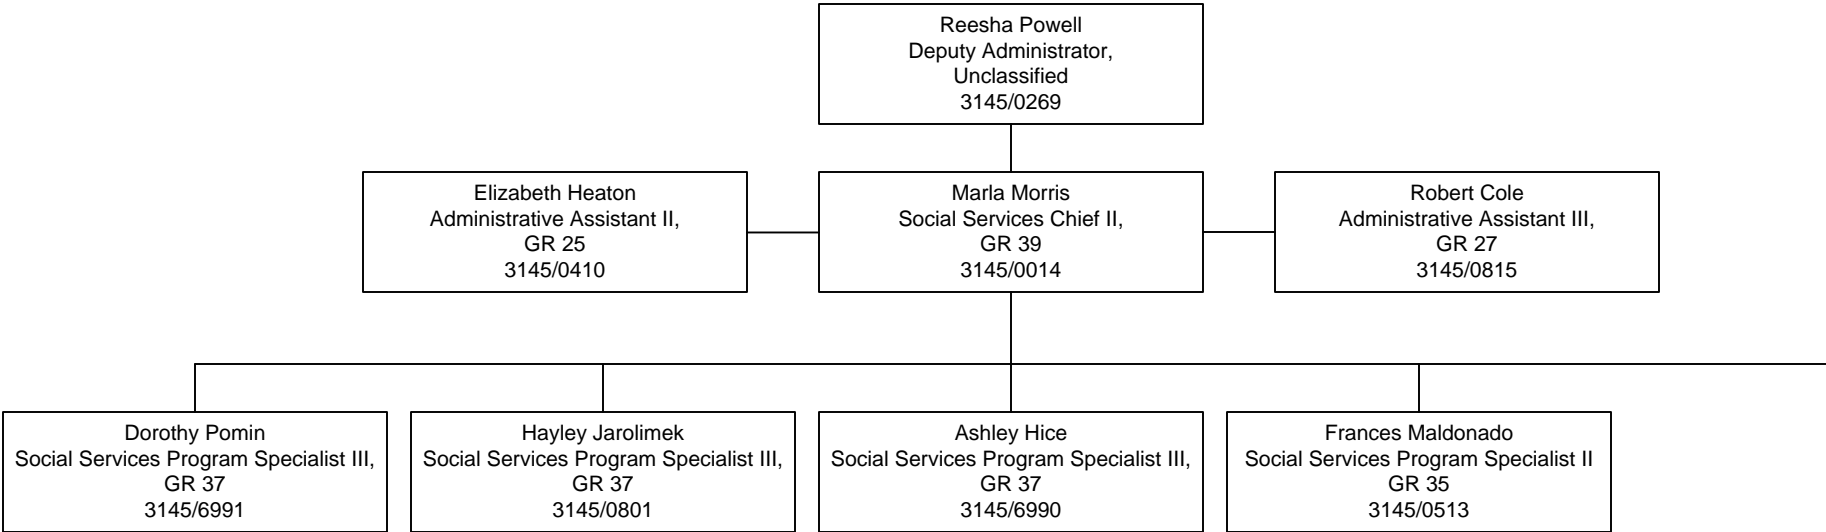 Reesha Powell
Deputy Administrator,
Unclassified
3145/0269
Elizabeth Heaton
Administrative Assistant II,
GR 25
3145/0410
Marla Morris
Social Services Chief II,
GR 39
3145/0014
Robert Cole
Administrative Assistant III,
GR 27
3145/0815
Dorothy Pomin
Social Services Program Specialist III,
GR 37
3145/6991
Hayley Jarolimek
Social Services Program Specialist III,
GR 37
3145/0801
Ashley Hice
Social Services Program Specialist III,
GR 37
3145/6990
Frances Maldonado
Social Services Program Specialist II
GR 35
3145/0513